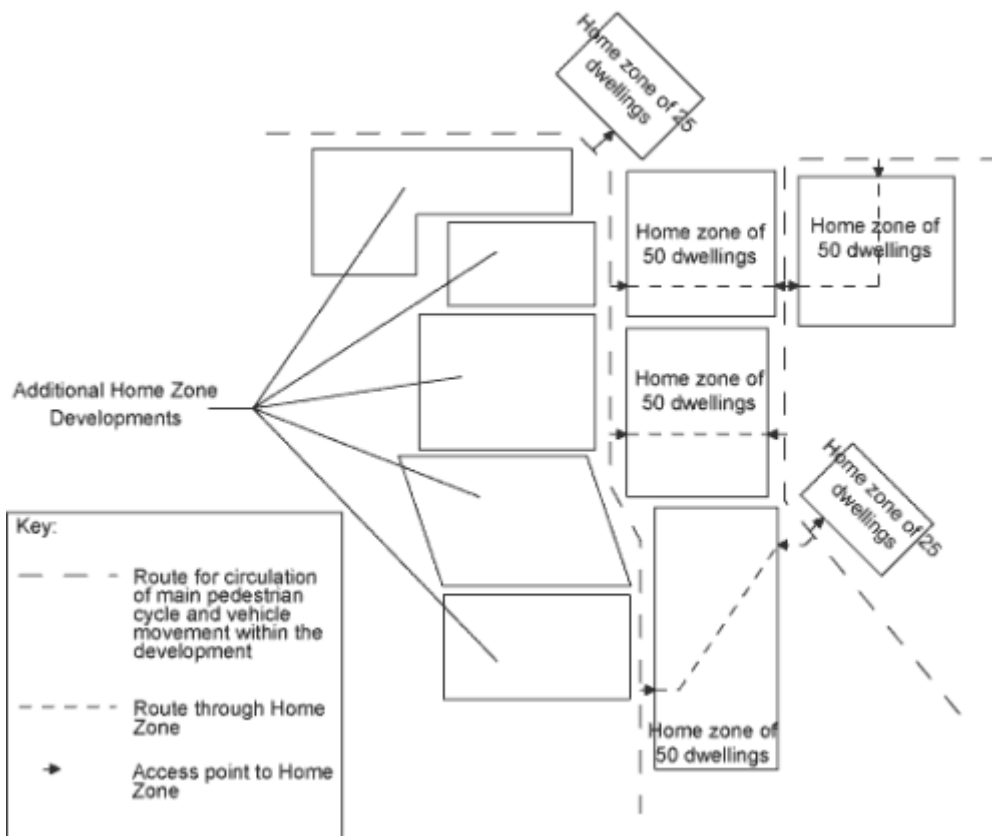 Home zone of 25
dwellings
Home zone of
50 dwellings
Home zone of
50 dwellings
Home zone of
50 dwellings
Additional Home Zone
Developments
Home zone of 25
dwellings
Key:
Route for circulation
of main pedestrian
cycle and vehicle
movement within the
development
Route through Home
Zone
Access point to Home
Zone
Home zone of
50 dwellings